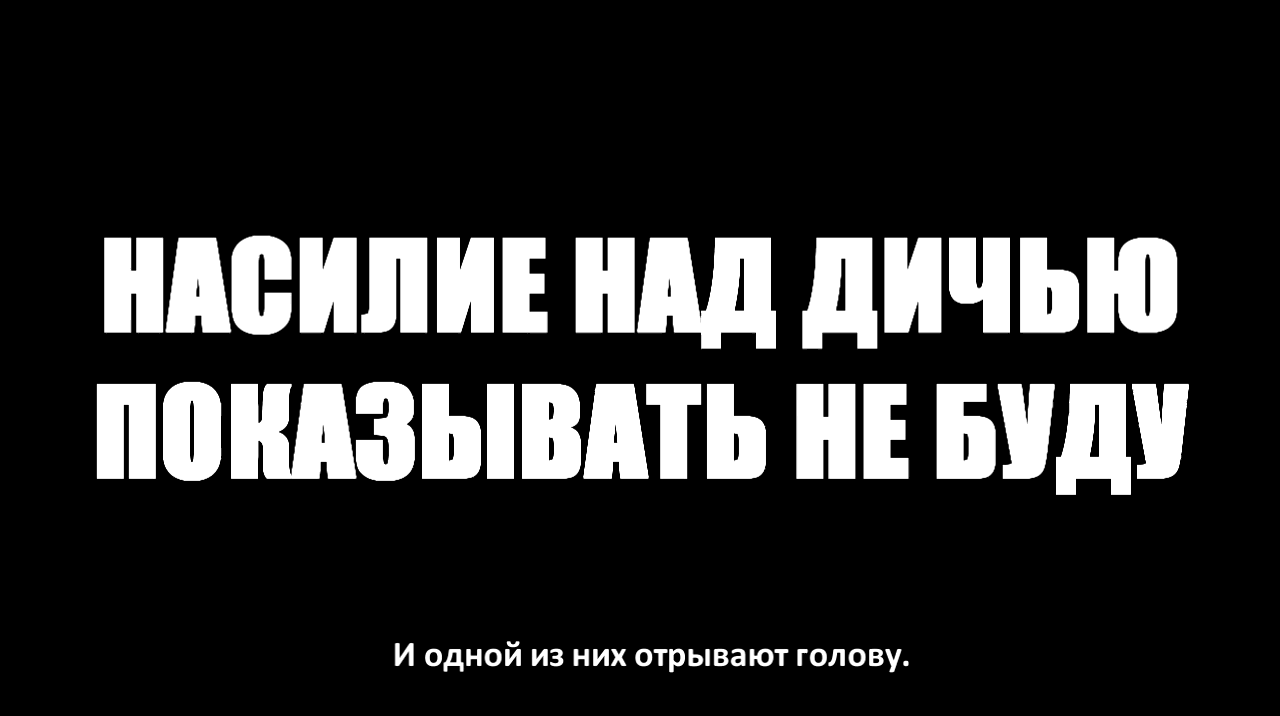 НАСИЛИЕ НАД ДИЧЬЮ
ПОКАЗЫВАТЬ НЕ БУДУ
И одной из них отрывают голову.